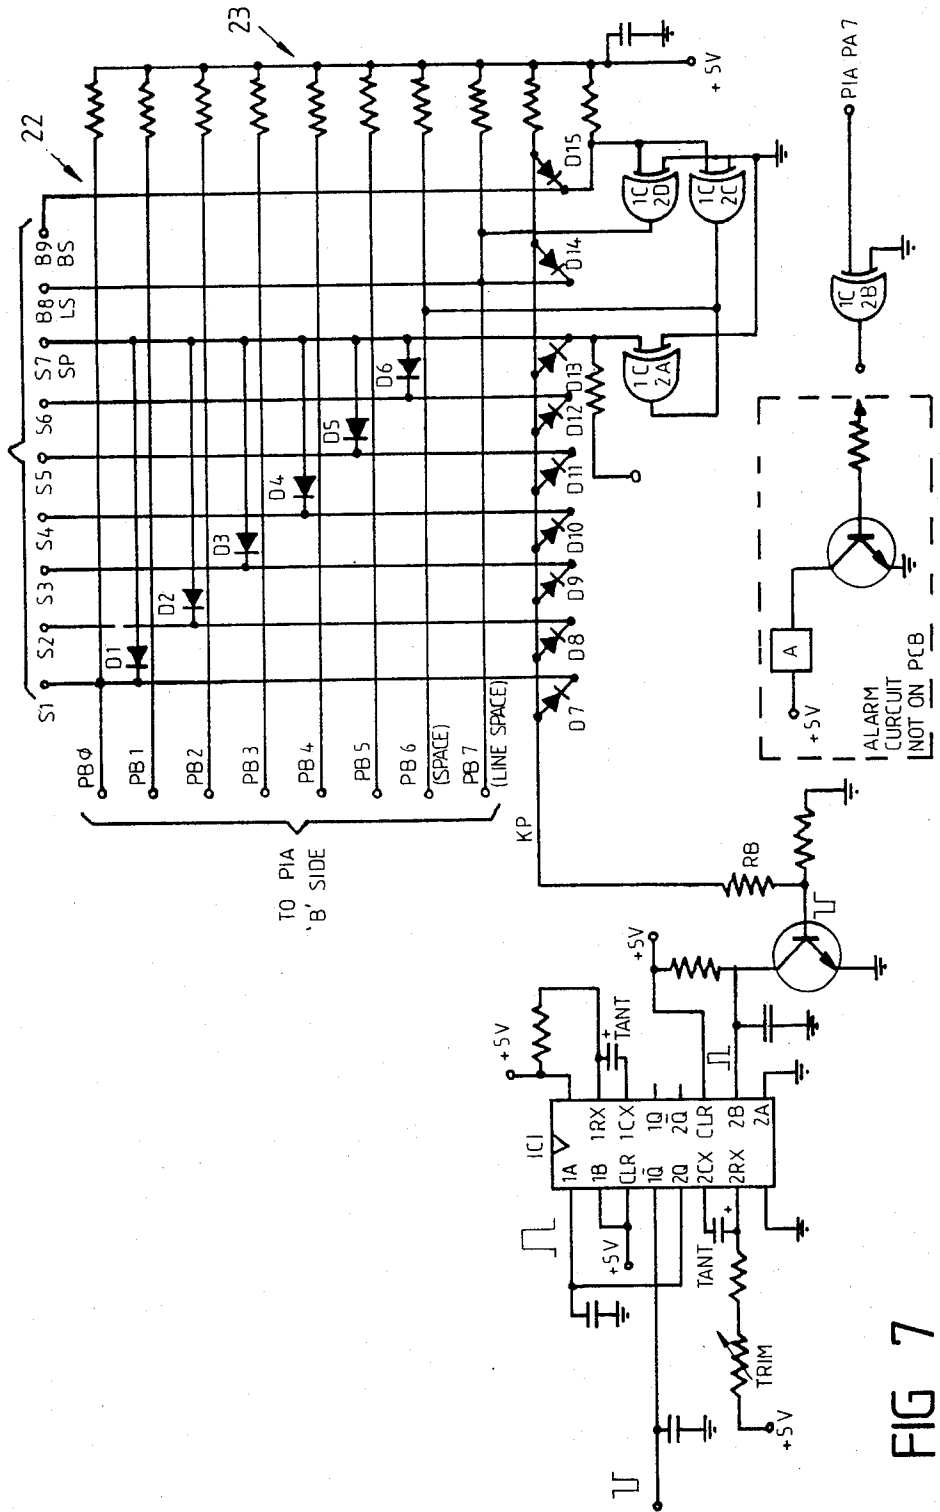 22
23
S1
S2
S3
S4
S5
S6
S7
SP
B8
LS
B9
BS
D1
D2
D3
D4
D5
D6
PBΦ
PB1
PB2
PB3
PB4
PB5
PB6
(SPACE)
PB7
(LINE SPACE)
TO PIA
'B' SIDE
KP
D7
D8
D9
D10
D11
D12
D13
D14
D15
+5V
1C
2D
1C
2C
1C
2A
1C
2B
PIA PA7
A
+5V
ALARM
CURCUIT
NOT ON PCB
RB
+5V
+5V
TANT
+
IC1
1A
1B
CLR
1Q̄
2Q
2CX
2RX
1RX
1CX
1Q
2Q̄
CLR
2B
2A
+5V
TANT
+
TRIM
+5V
FIG 7